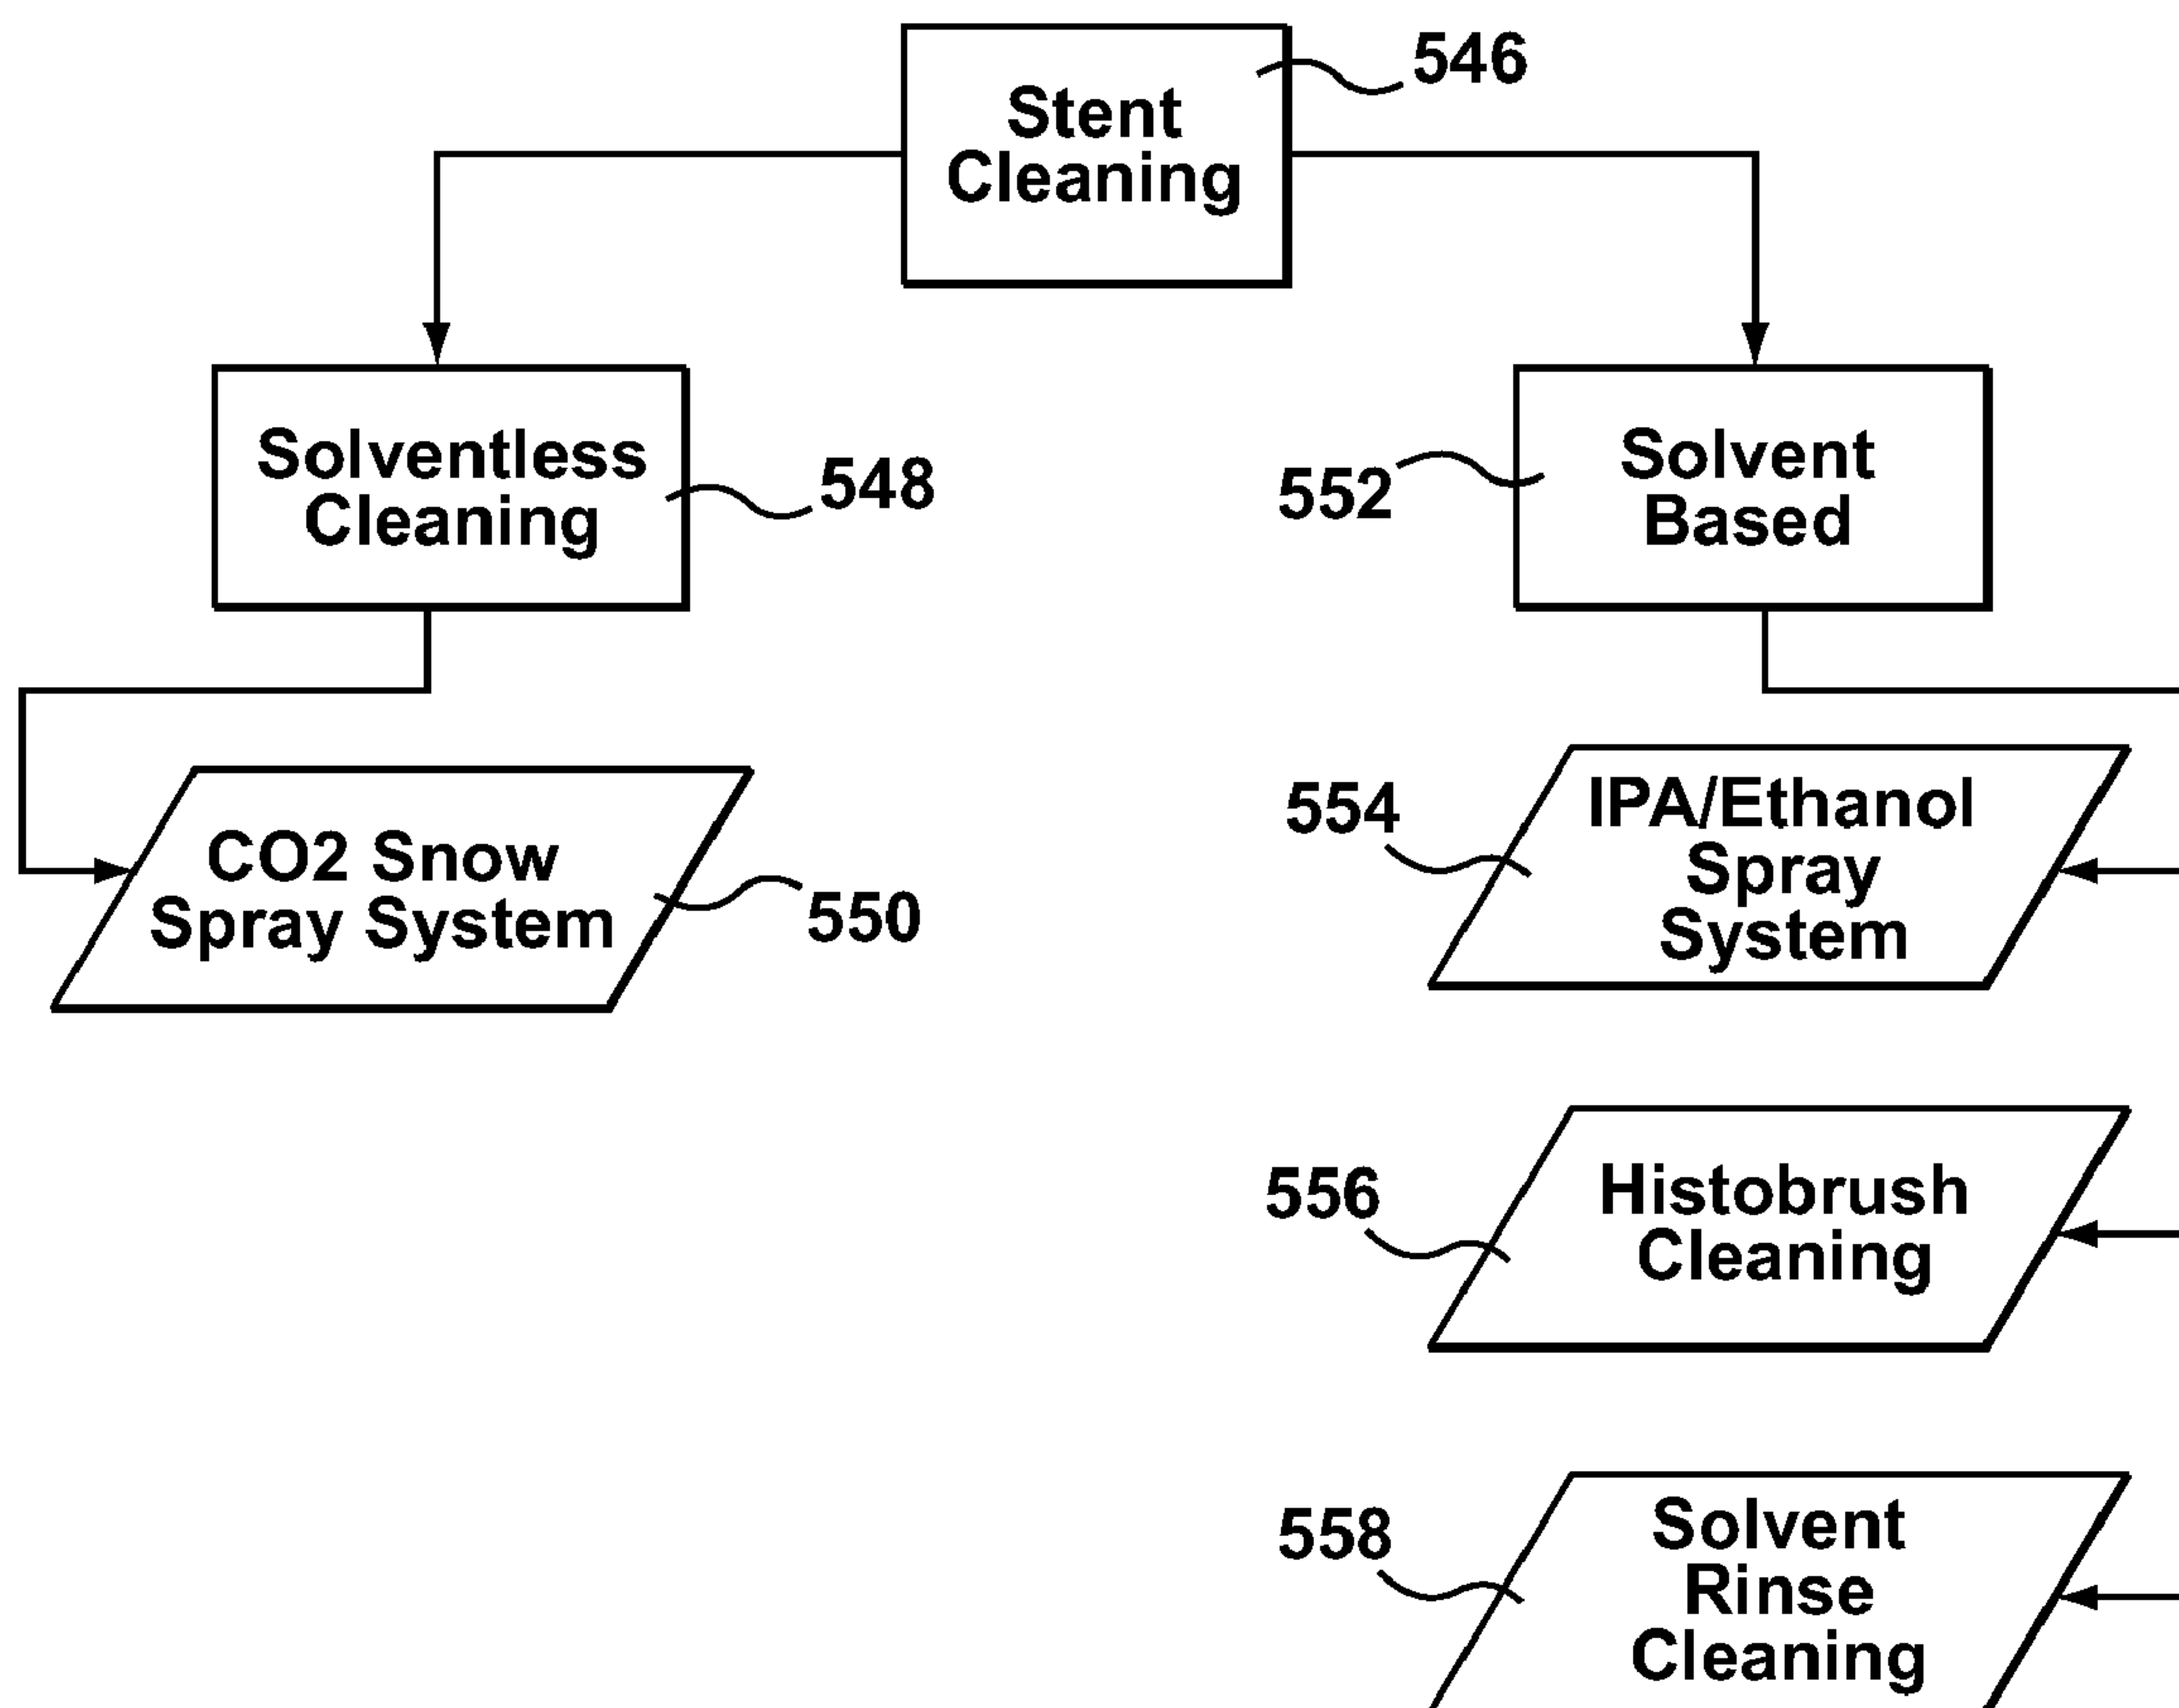 546
Stent
Cleaning
Solventless
Cleaning
548
552
Solvent
Based
CO2 Snow
Spray System
550
554
IPA/Ethanol
Spray
System
556
Histobrush
Cleaning
558
Solvent
Rinse
Cleaning